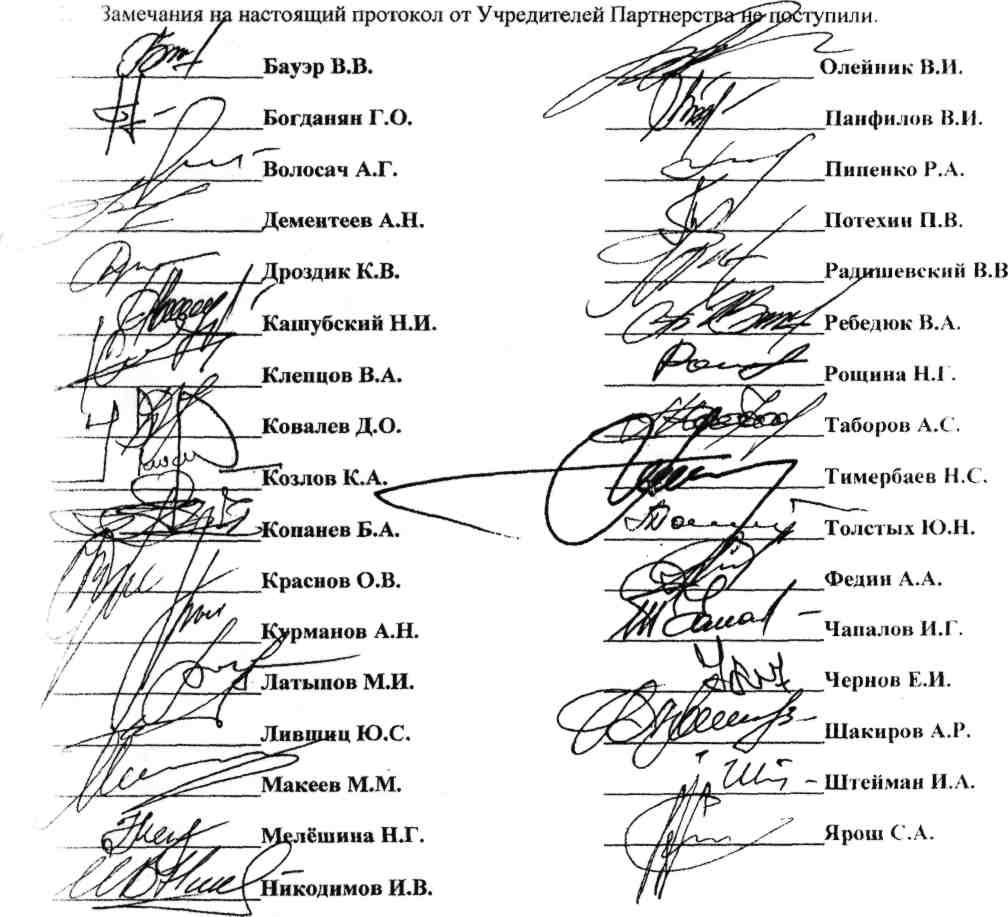 Замечания на настоящий протокол от Учредителей Партнерства не поступили.
Бауэр В.В.
Богданян Г.О.
Волосач А.Г.
Дементеев А.Н.
Дроздик К.В.
Кашубский Н.И.
Клепцов В.А.
Ковалев Д.О.
Козлов К.А.
Копанев Б.А.
Краснов О.В.
Курманов А.Н.
Латыпов М.И.
Лившиц Ю.С.
Макеев М.М.
Мелёшина Н.Г.
Никодимов И.В.
Олейник В.И.
Панфилов В.И.
Пипенко Р.А.
Потехин П.В.
Радишевский В.В
Ребедюк В.А.
Рощина Н.Г.
Таборов А.С.
Тимербаев Н.С.
Толстых Ю.Н.
Федин А.А.
Чапалов И.Г.
Чернов Е.И.
Шакиров А.Р.
Штейман И.А.
Ярош С.А.